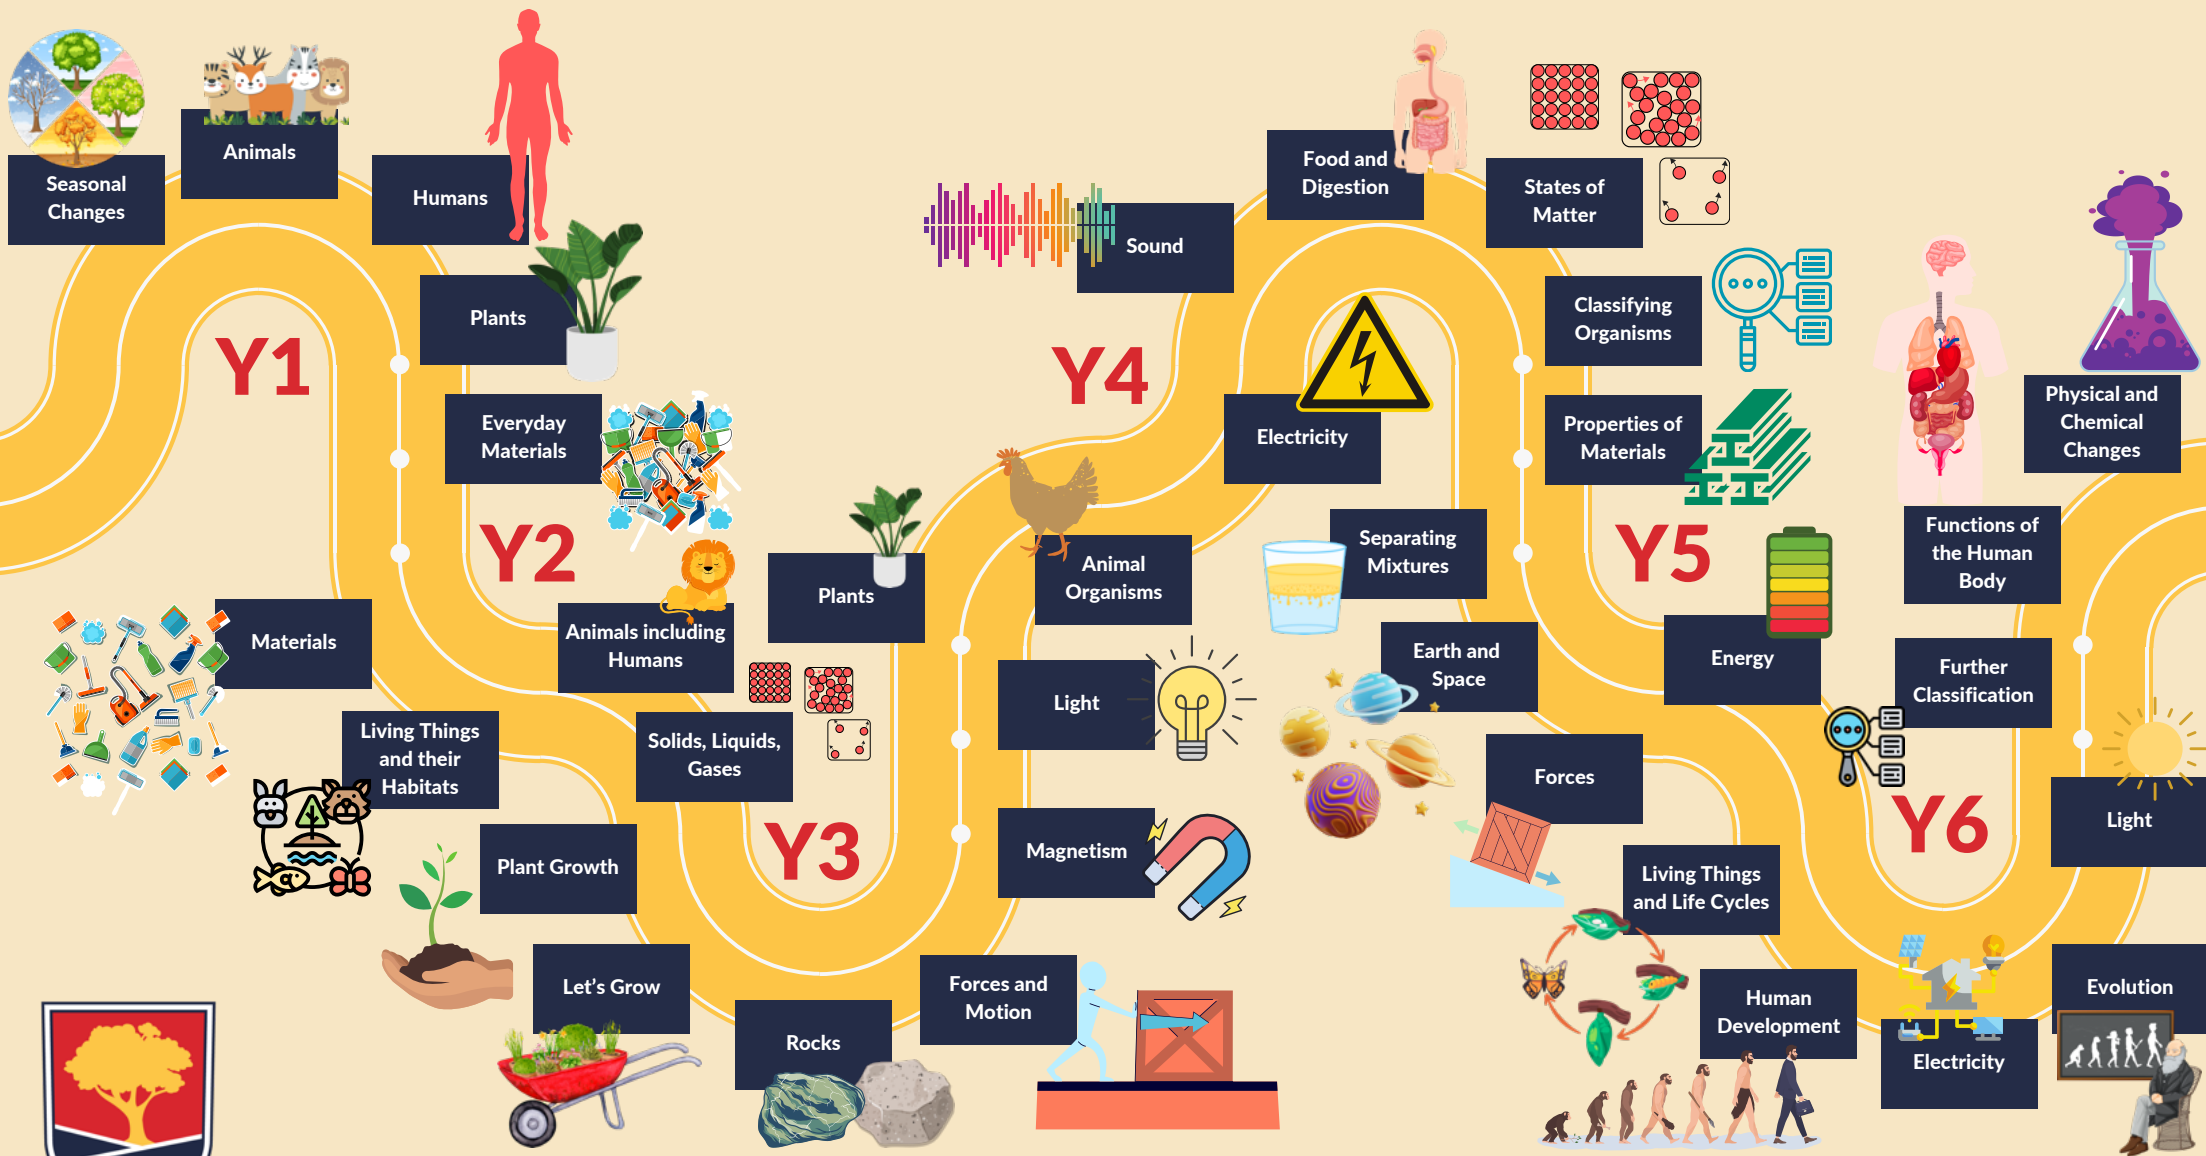 Seasonal
Changes
Animals
Humans
Plants
Everyday
Materials
Y1
Y2
Materials
Living Things
and their
Habitats
Plant Growth
Let's Grow
Animals including
Humans
Solids, Liquids,
Gases
Y3
Plants
Rocks
Forces and
Motion
Magnetism
Light
Animal
Organisms
Y4
Sound
Food and
Digestion
States of
Matter
Electricity
Classifying
Organisms
Properties of
Materials
Separating
Mixtures
Y5
Earth and
Space
Forces
Energy
Living Things
and Life Cycles
Human
Development
Y6
Electricity
Evolution
Light
Further
Classification
Functions of
the Human
Body
Physical and
Chemical
Changes